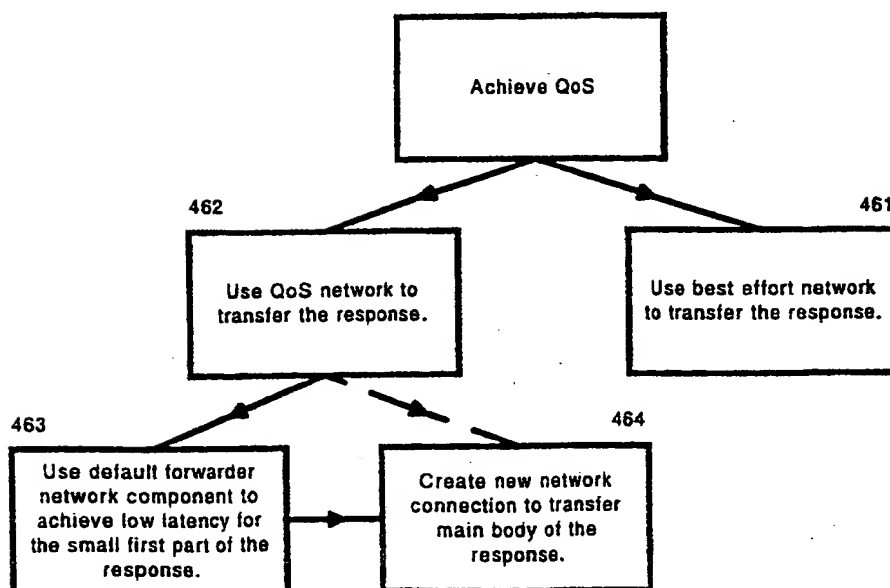 Achieve QoS
462
461
Use QoS network to
transfer the response.
Use best effort network
to transfer the response.
463
464
Use default forwarder
network component to
achieve low latency for
the small first part of the
response.
Create new network
connection to transfer
main body of the
response.